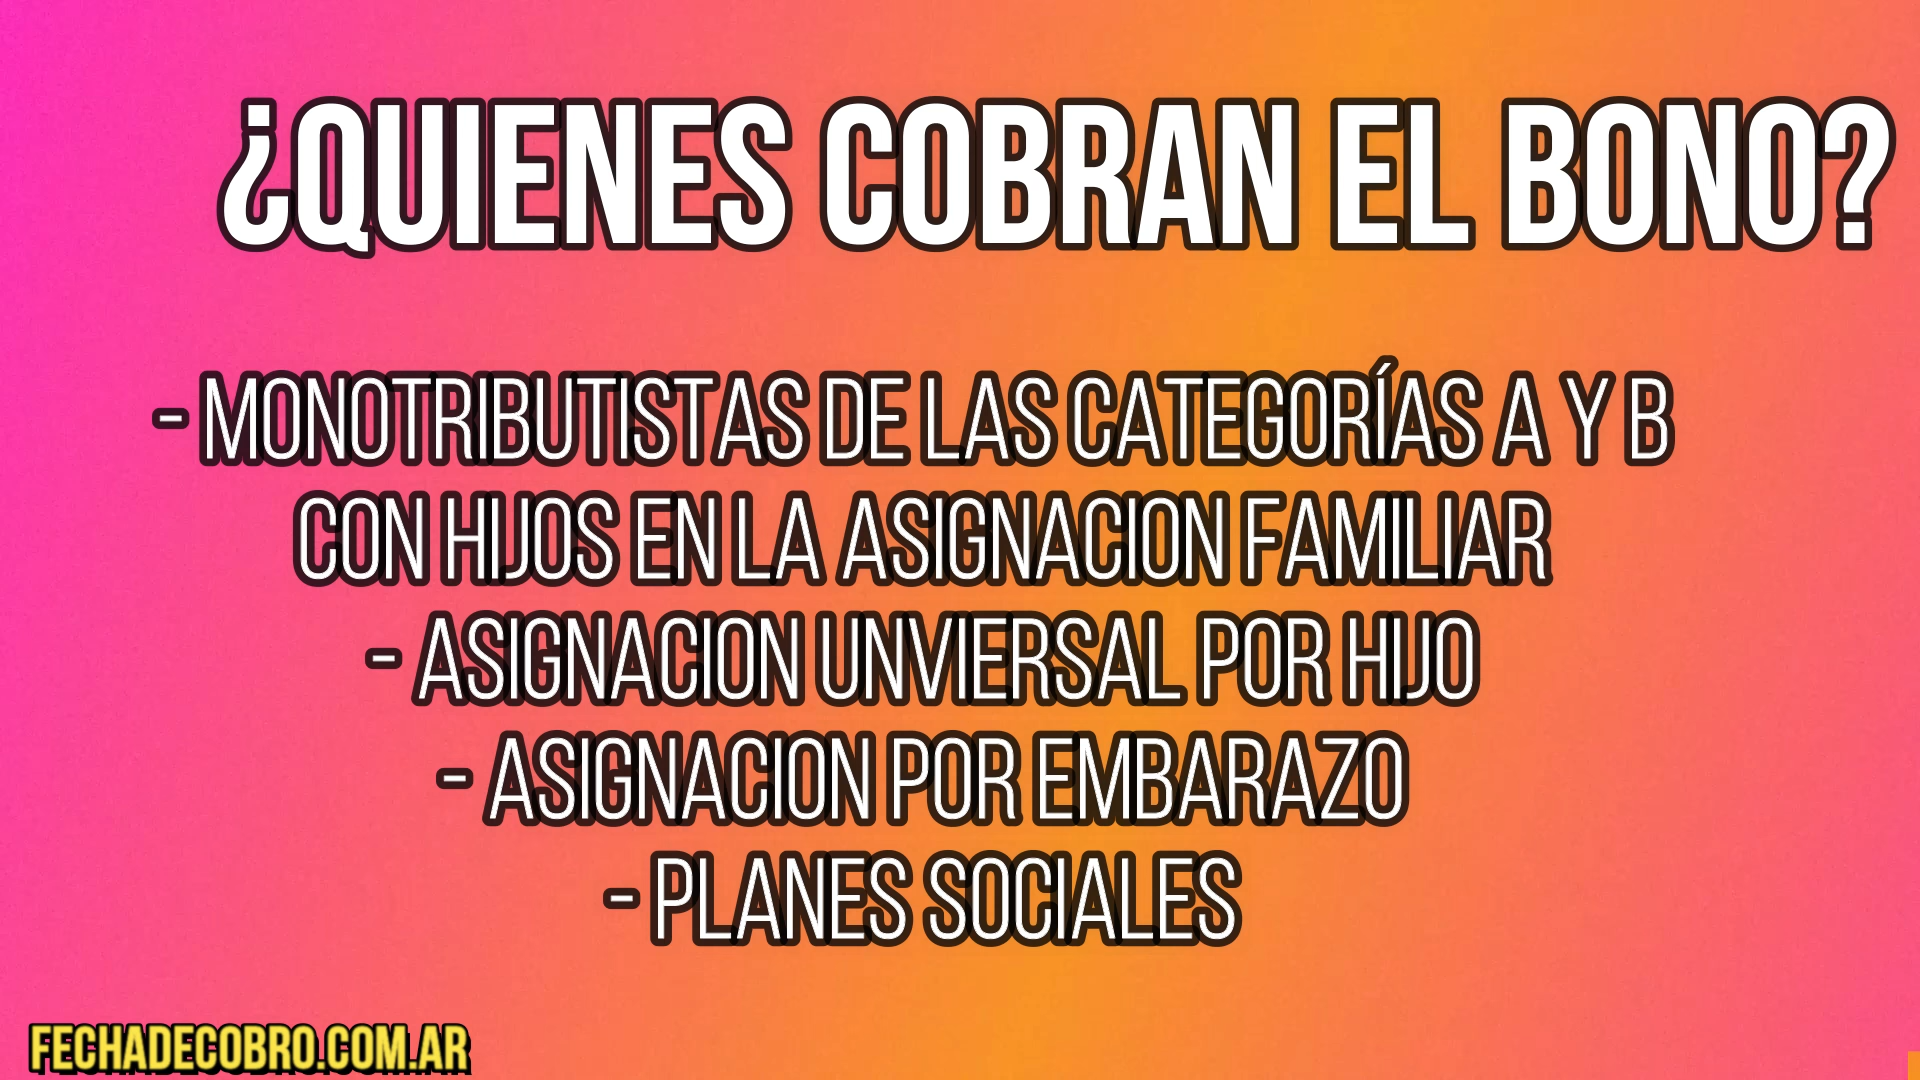 ¿QUIENES COBRAN EL BONO?
- MONOTRIBUTISTAS DE LAS CATEGORÍAS A Y B
CON HIJOS EN LA ASIGNACION FAMILIAR
- ASIGNACION UNVIERSAL POR HIJO
- ASIGNACION POR EMBARAZO
- PLANES SOCIALES
FECHADECOBRO.COM.AR